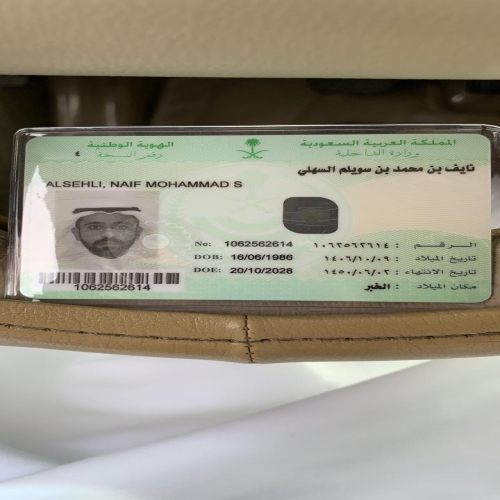 المملكة العربية السعودية
وزارة الداخلية
الهوية الوطنية
رقم النسخة ٤
نايف بن محمد بن سويلم السهلي
ALSEHLI, NAIF MOHAMMAD S
No: 1062562614 الرقم : ١٠٦٢٥٦٢٦١٤
DOB: 16/06/1986 تاريخ الميلاد : ١٤٠٦/١٠/٠٩
DOE: 20/10/2028 تاريخ الانتهاء : ١٤٥٠/٠٦/٠٢
مكان الميلاد : الخبر
1062562614